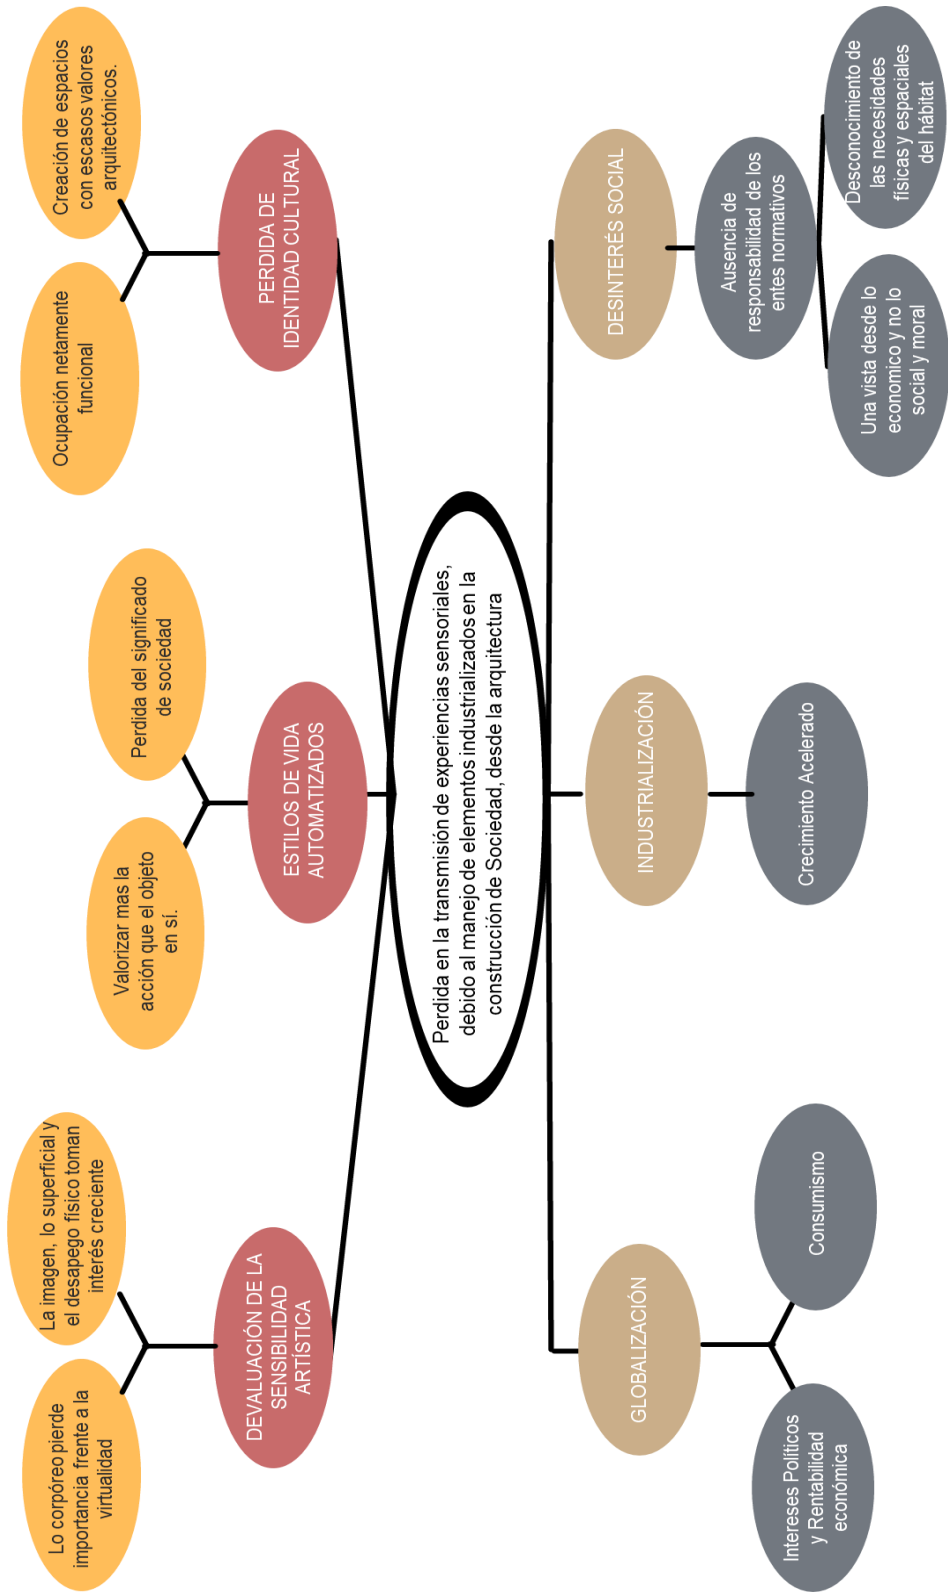 Lo corpóreo pierde
importancia frente a la
virtualidad
La imagen, lo superficial y
el desapego físico toman
interés creciente
Valorizar mas la
acción que el objeto
en sí.
Perdida del significado
de sociedad
Ocupación netamente
funcional
Creación de espacios
con escasos valores
arquitectónicos.
DEVALUACIÓN DE LA
SENSIBILIDAD
ARTÍSTICA
ESTILOS DE VIDA
AUTOMATIZADOS
PERDIDA DE
IDENTIDAD CULTURAL
Perdida en la transmisión de experiencias sensoriales,
debido al manejo de elementos industrializados en la
construcción de Sociedad, desde la arquitectura
GLOBALIZACIÓN
INDUSTRIALIZACIÓN
DESINTERÉS SOCIAL
Intereses Políticos
y Rentabilidad
económica
Consumismo
Crecimiento Acelerado
Ausencia de
responsabilidad de los
entes normativos
Una vista desde lo
economico y no lo
social y moral
Desconocimiento de
las necesidades
físicas y espaciales
del hábitat